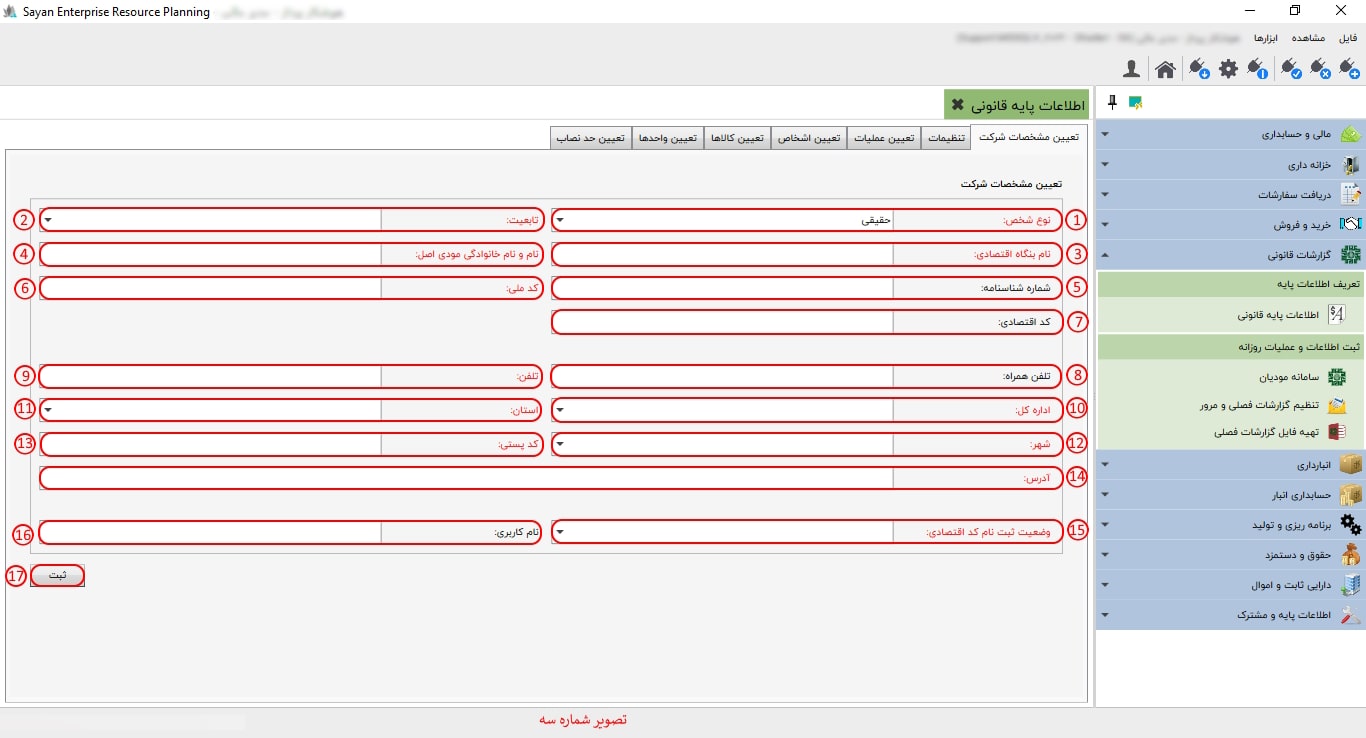 Sayan Enterprise Resource Planning
فایل مشاهده ابزارها
اطلاعات پایه قانونی ✖
تعیین مشخصات شرکت تنظیمات تعیین عملیات تعیین اشخاص تعیین کالاها تعیین واحدها تعیین حد نصاب
تعیین مشخصات شرکت
1 نوع شخص: حقیقی
2 تابعیت:
3 نام بنگاه اقتصادی:
4 نام و نام خانوادگی مودی اصل:
5 شماره شناسنامه:
6 کد ملی:
7 کد اقتصادی:
8 تلفن همراه:
9 تلفن:
10 اداره کل:
11 استان:
12 شهر:
13 کد پستی:
14 آدرس:
15 وضعیت ثبت نام کد اقتصادی:
16 نام کاربری:
17 ثبت
مالی و حسابداری
خزانه داری
دریافت سفارشات
خرید و فروش
گزارشات قانونی
تعریف اطلاعات پایه
اطلاعات پایه قانونی
ثبت اطلاعات و عملیات روزانه
سامانه مودیان
تنظیم گزارشات فصلی و مرور
تهیه فایل گزارشات فصلی
انبارداری
حسابداری انبار
برنامه ریزی و تولید
حقوق و دستمزد
دارایی ثابت و اموال
اطلاعات پایه و مشترک
تصویر شماره سه